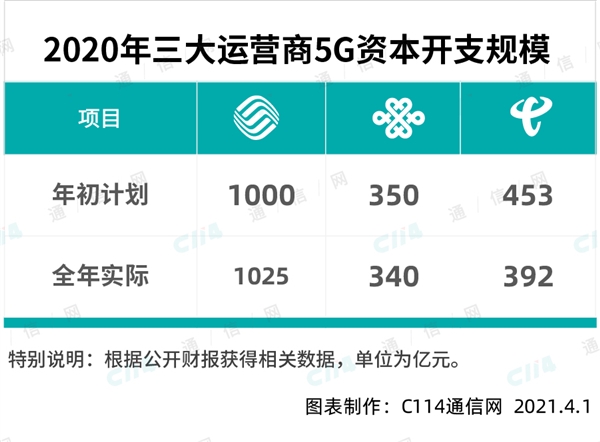 2020年三大运营商5G资本开支规模
项目
年初计划 1000 350 453
全年实际 1025 340 392
特别说明：根据公开财报获得相关数据，单位为亿元。
图表制作：C114通信网 2021.4.1